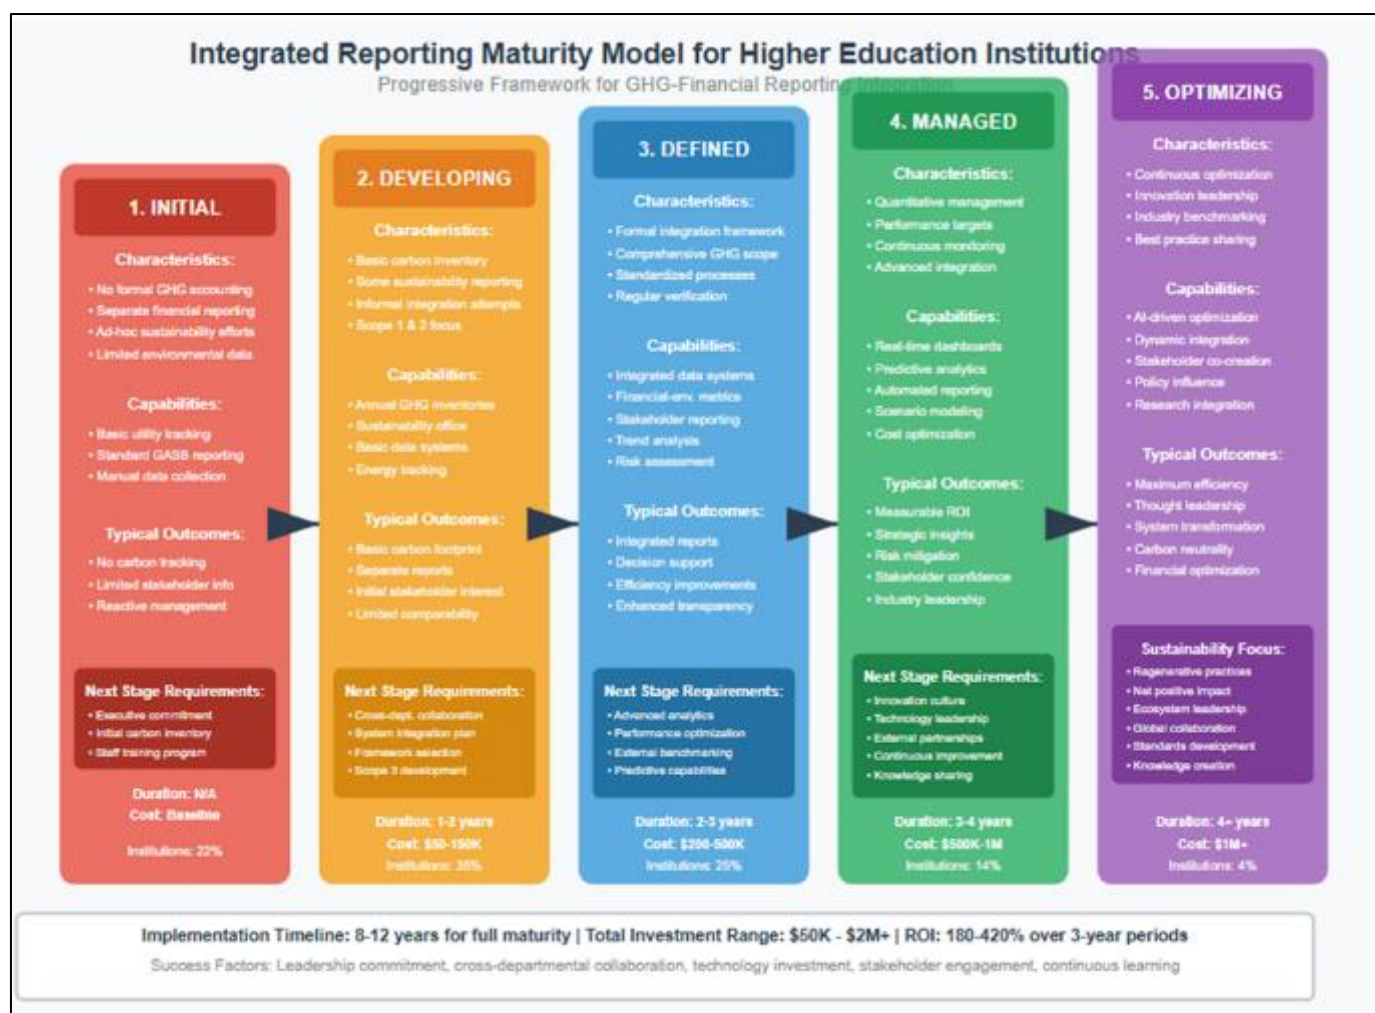 Integrated Reporting Maturity Model for Higher Education Institutions
Progressive Framework for GHG-Financial Reporting Integration
1. INITIAL
Characteristics:
• No formal GHG accounting
• Separate financial reporting
• Ad-hoc sustainability efforts
• Limited environmental data
Capabilities:
• Basic utility tracking
• Standard GASB reporting
• Manual data collection
Typical Outcomes:
• No carbon tracking
• Limited stakeholder info
• Reactive management
Next Stage Requirements:
• Executive commitment
• Initial carbon inventory
• Staff training program
Duration: N/A
Cost: Baseline
Institutions: 22%
2. DEVELOPING
Characteristics:
• Basic carbon inventory
• Some sustainability reporting
• Informal integration attempts
• Scope 1 & 2 focus
Capabilities:
• Annual GHG inventories
• Sustainability office
• Basic data systems
• Energy tracking
Typical Outcomes:
• Basic carbon footprint
• Separate reports
• Initial stakeholder interest
• Limited comparability
Next Stage Requirements:
• Cross-dept. collaboration
• System integration plan
• Framework selection
• Scope 3 development
Duration: 1-2 years
Cost: $50-150K
Institutions: 35%
3. DEFINED
Characteristics:
• Formal integration framework
• Comprehensive GHG scope
• Standardized processes
• Regular verification
Capabilities:
• Integrated data systems
• Financial-env. metrics
• Stakeholder reporting
• Trend analysis
• Risk assessment
Typical Outcomes:
• Integrated reports
• Decision support
• Efficiency improvements
• Enhanced transparency
Next Stage Requirements:
• Advanced analytics
• Performance optimization
• External benchmarking
• Predictive capabilities
Duration: 2-3 years
Cost: $200-500K
Institutions: 25%
4. MANAGED
Characteristics:
• Quantitative management
• Performance targets
• Continuous monitoring
• Advanced integration
Capabilities:
• Real-time dashboards
• Predictive analytics
• Automated reporting
• Scenario modeling
• Cost optimization
Typical Outcomes:
• Measurable ROI
• Strategic insights
• Risk mitigation
• Stakeholder confidence
• Industry leadership
Next Stage Requirements:
• Innovation culture
• Technology leadership
• External partnerships
• Continuous improvement
• Knowledge sharing
Duration: 3-4 years
Cost: $500K-1M
Institutions: 14%
5. OPTIMIZING
Characteristics:
• Continuous optimization
• Innovation leadership
• Industry benchmarking
• Best practice sharing
Capabilities:
• AI-driven optimization
• Dynamic integration
• Stakeholder co-creation
• Policy influence
• Research integration
Typical Outcomes:
• Maximum efficiency
• Thought leadership
• System transformation
• Carbon neutrality
• Financial optimization
Sustainability Focus:
• Regenerative practices
• Net positive impact
• Ecosystem leadership
• Global collaboration
• Standards development
• Knowledge creation
Duration: 4+ years
Cost: $1M+
Institutions: 4%
Implementation Timeline: 8-12 years for full maturity | Total Investment Range: $50K - $2M+ | ROI: 180-420% over 3-year periods
Success Factors: Leadership commitment, cross-departmental collaboration, technology investment, stakeholder engagement, continuous learning